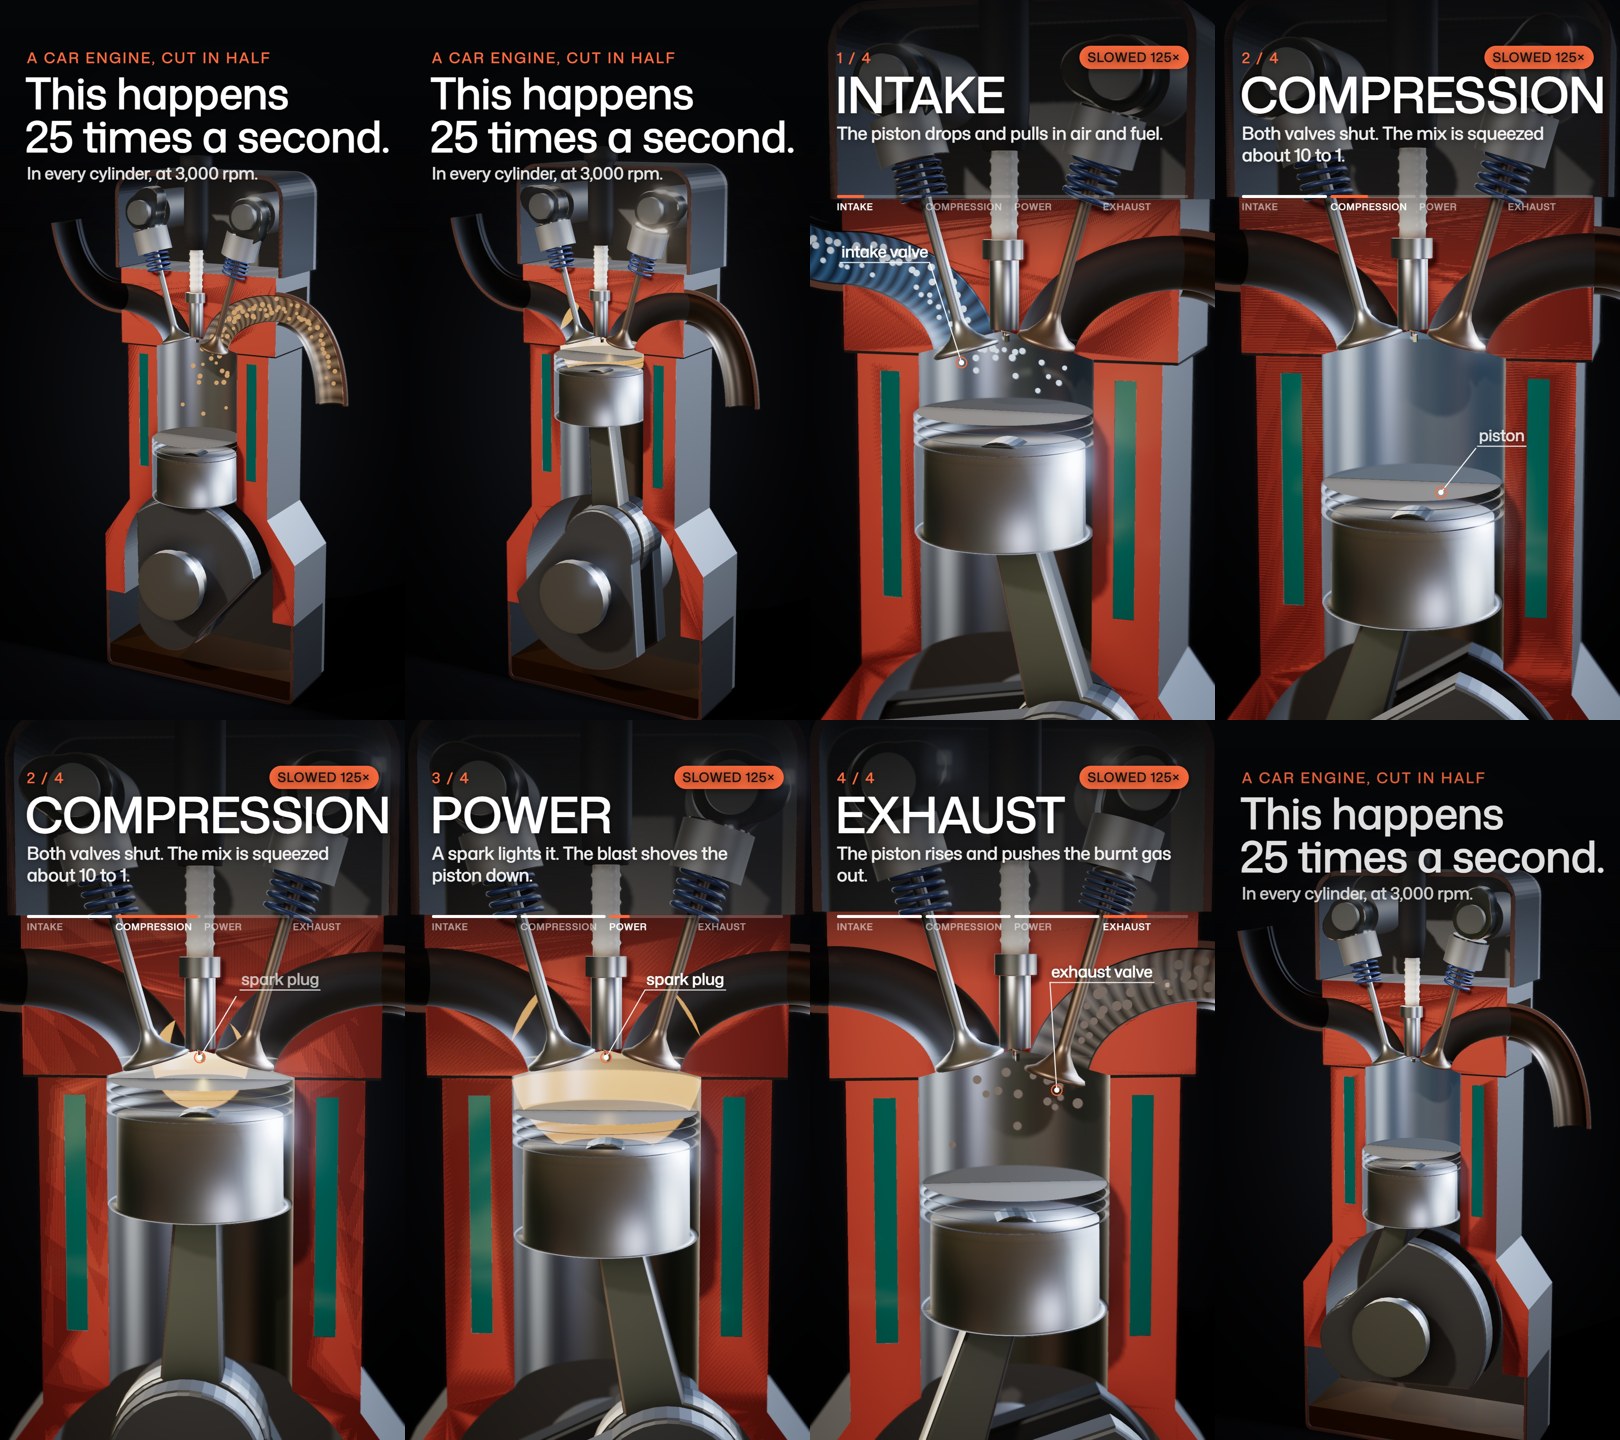 A CAR ENGINE, CUT IN HALF
This happens
25 times a second.
In every cylinder, at 3,000 rpm.
A CAR ENGINE, CUT IN HALF
This happens
25 times a second.
In every cylinder, at 3,000 rpm.
1 / 4
SLOWED 125×
INTAKE
The piston drops and pulls in air and fuel.
INTAKE COMPRESSION POWER EXHAUST
intake valve
2 / 4
SLOWED 125×
COMPRESSION
Both valves shut. The mix is squeezed
about 10 to 1.
INTAKE COMPRESSION POWER EXHAUST
piston
2 / 4
SLOWED 125×
COMPRESSION
Both valves shut. The mix is squeezed
about 10 to 1.
INTAKE COMPRESSION POWER EXHAUST
spark plug
3 / 4
SLOWED 125×
POWER
A spark lights it. The blast shoves the
piston down.
INTAKE COMPRESSION POWER EXHAUST
spark plug
4 / 4
SLOWED 125×
EXHAUST
The piston rises and pushes the burnt gas
out.
INTAKE COMPRESSION POWER EXHAUST
exhaust valve
A CAR ENGINE, CUT IN HALF
This happens
25 times a second.
In every cylinder, at 3,000 rpm.